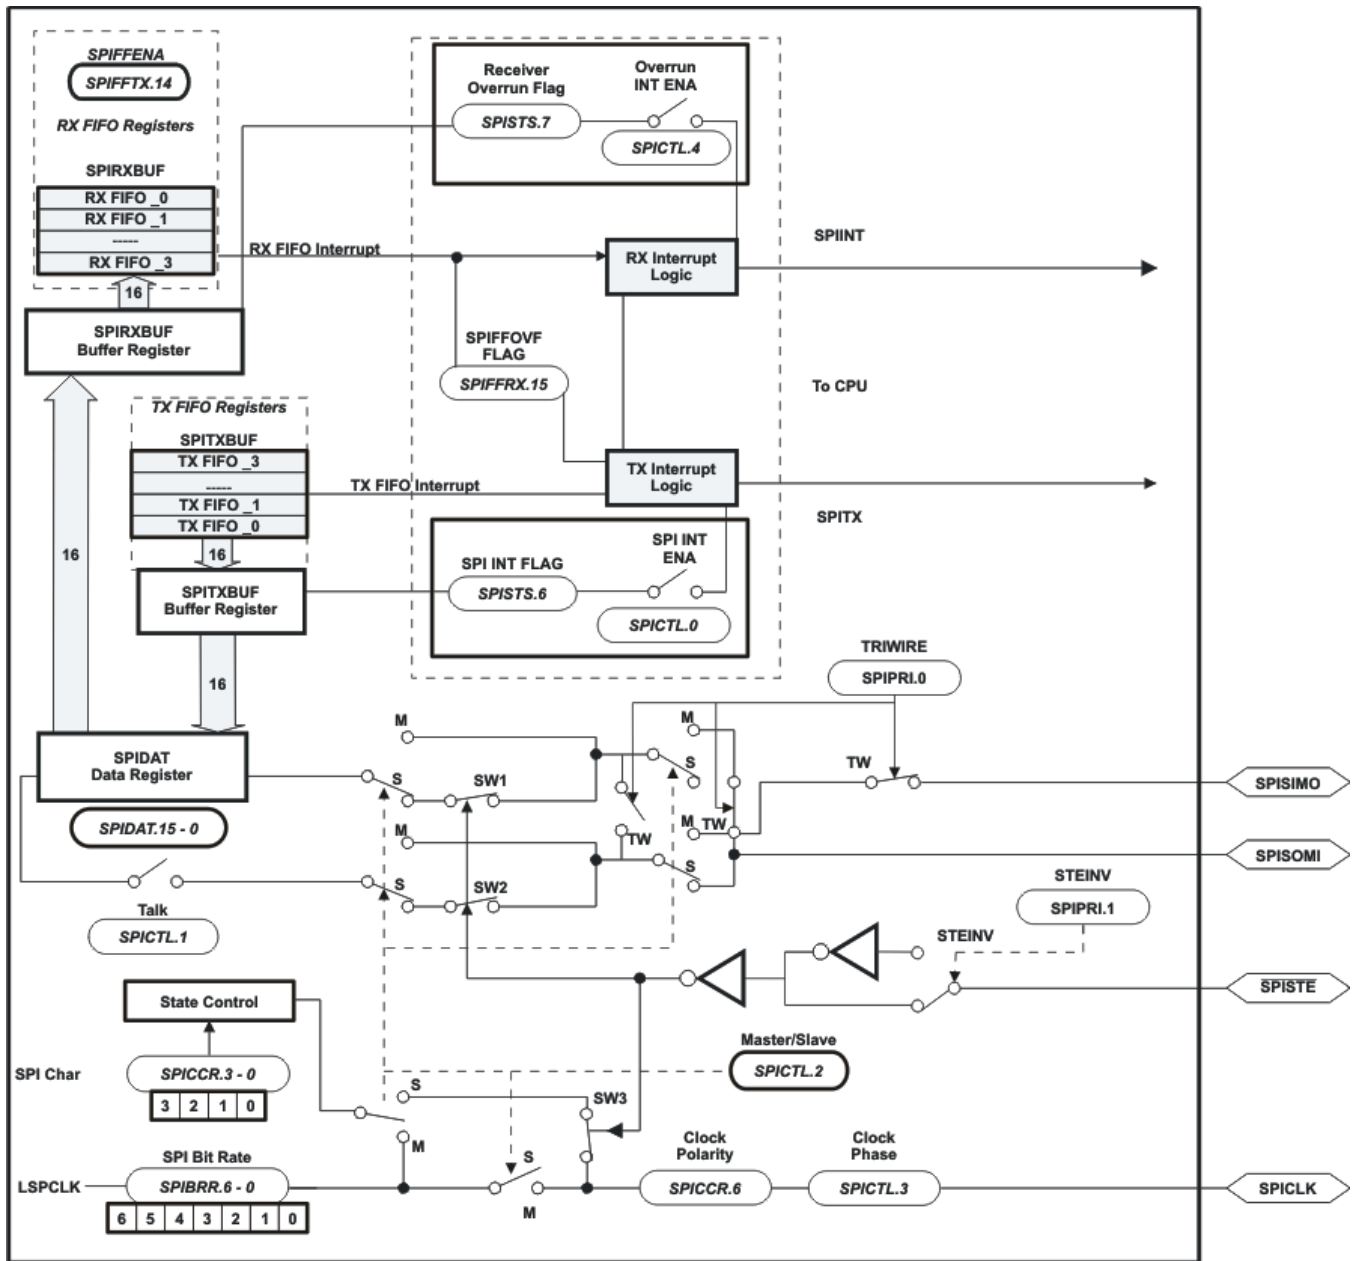 SPIFFENA
SPIFFTX.14
RX FIFO Registers
SPIRXBUF
RX FIFO _0
RX FIFO _1
-----
RX FIFO _3
16
SPIRXBUF
Buffer Register
RX FIFO Interrupt
Receiver
Overrun Flag
SPISTS.7
Overrun
INT ENA
SPICTL.4
RX Interrupt
Logic
SPIINT
SPIFFOVF
FLAG
SPIFFRX.15
To CPU
TX FIFO Registers
SPITXBUF
TX FIFO _3
-----
TX FIFO _1
TX FIFO _0
16
16
TX FIFO Interrupt
TX Interrupt
Logic
SPITX
SPITXBUF
Buffer Register
SPI INT FLAG
SPISTS.6
SPI INT
ENA
SPICTL.0
16
TRIWIRE
SPIPRI.0
SPIDAT
Data Register
SPIDAT.15 - 0
M
S
SW1
M
S
TW
TW
SPISIMO
M
S
SW2
TW
M
TW
S
SPISOMI
Talk
SPICTL.1
STEINV
SPIPRI.1
STEINV
SPISTE
State Control
SPI Char
SPICCR.3 - 0
3 2 1 0
Master/Slave
SPICTL.2
S
M
SW3
SPI Bit Rate
LSPCLK
SPIBRR.6 - 0
6 5 4 3 2 1 0
S
M
Clock
Polarity
SPICCR.6
Clock
Phase
SPICTL.3
SPICLK